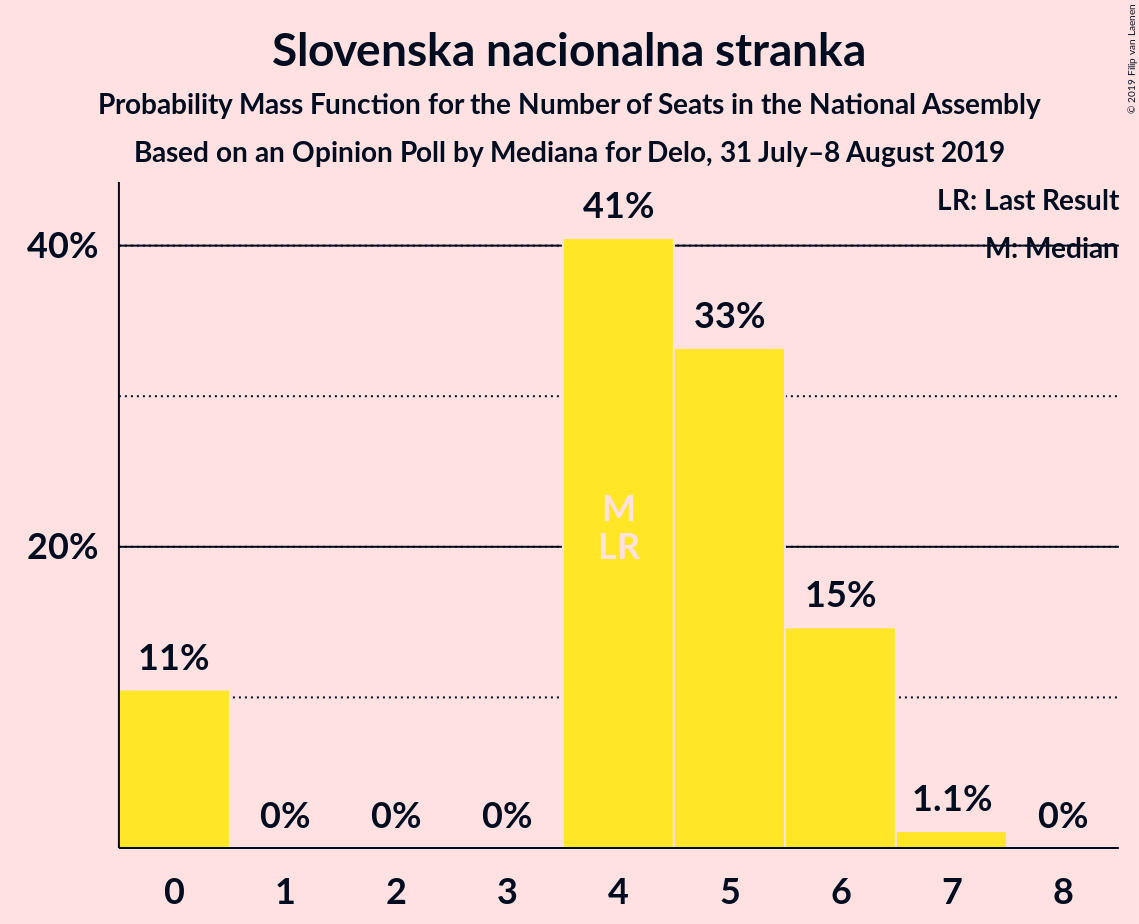 Slovenska nacionalna stranka
Probability Mass Function for the Number of Seats in the National Assembly
Based on an Opinion Poll by Mediana for Delo, 31 July–8 August 2019
© 2019 Filip van Laenen
LR: Last Result
M: Median
40%
20%
11%
0%
0%
0%
41%
33%
15%
1.1%
0%
M
LR
0 1 2 3 4 5 6 7 8